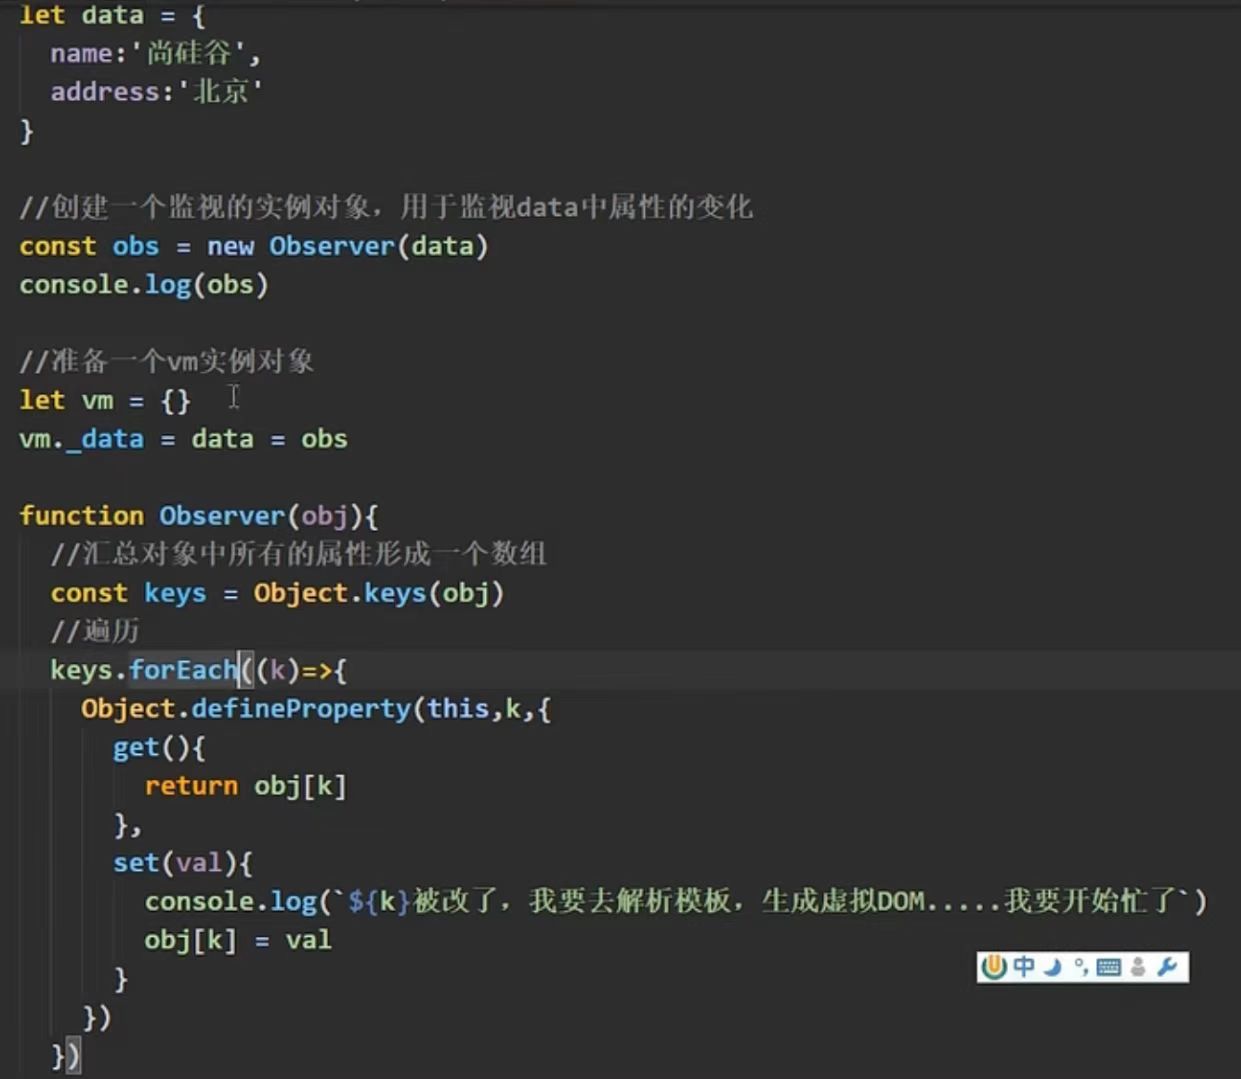 let data = {
name:'尚硅谷',
address:'北京'
}
//创建一个监视的实例对象，用于监视data中属性的变化
const obs = new Observer(data)
console.log(obs)
//准备一个vm实例对象
let vm = {}
vm._data = data = obs
function Observer(obj){
//汇总对象中所有的属性形成一个数组
const keys = Object.keys(obj)
//遍历
keys.forEach((k)=>{
Object.defineProperty(this,k,{
get(){
return obj[k]
},
set(val){
console.log(`${k}被改了，我要去解析模板，生成虚拟DOM.....我要开始忙了`)
obj[k] = val
}
})
})
中